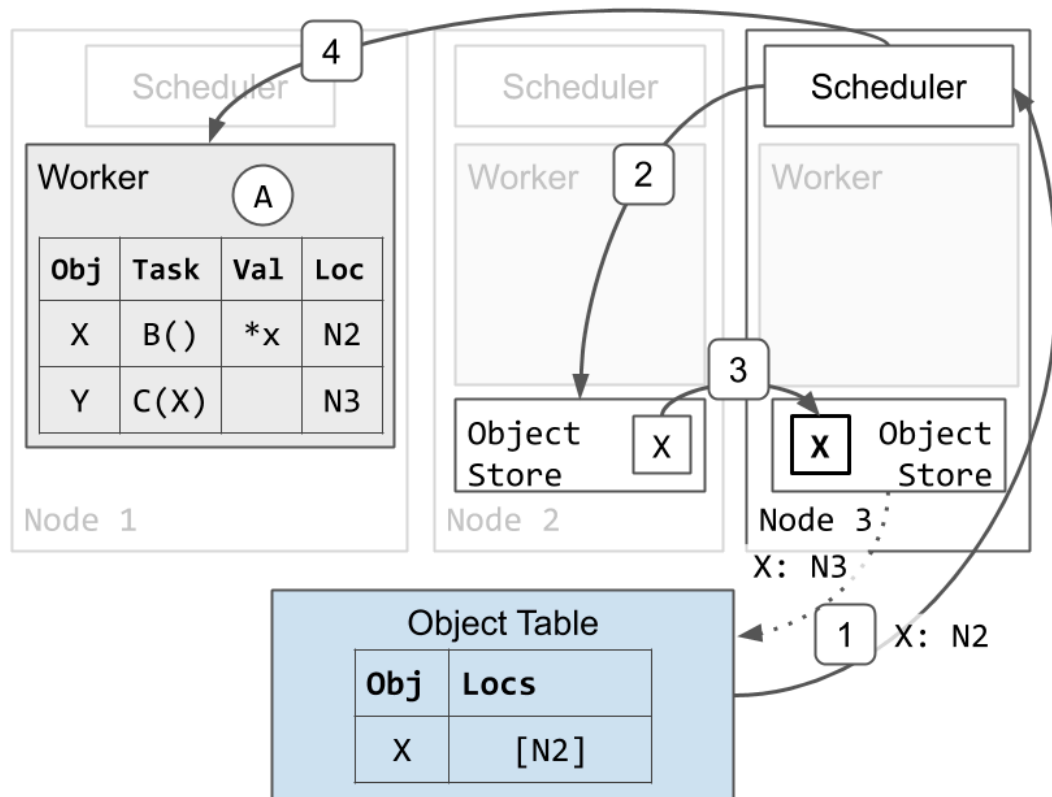 4
Scheduler
Scheduler
Scheduler
Worker
A
Obj Task Val Loc
X B() *x N2
Y C(X) N3
Node 1
Worker
2
Worker
3
Object
Store
X
Node 2
X
Object
Store
Node 3
X: N3
1
X: N2
Object Table
Obj Locs
X [N2]